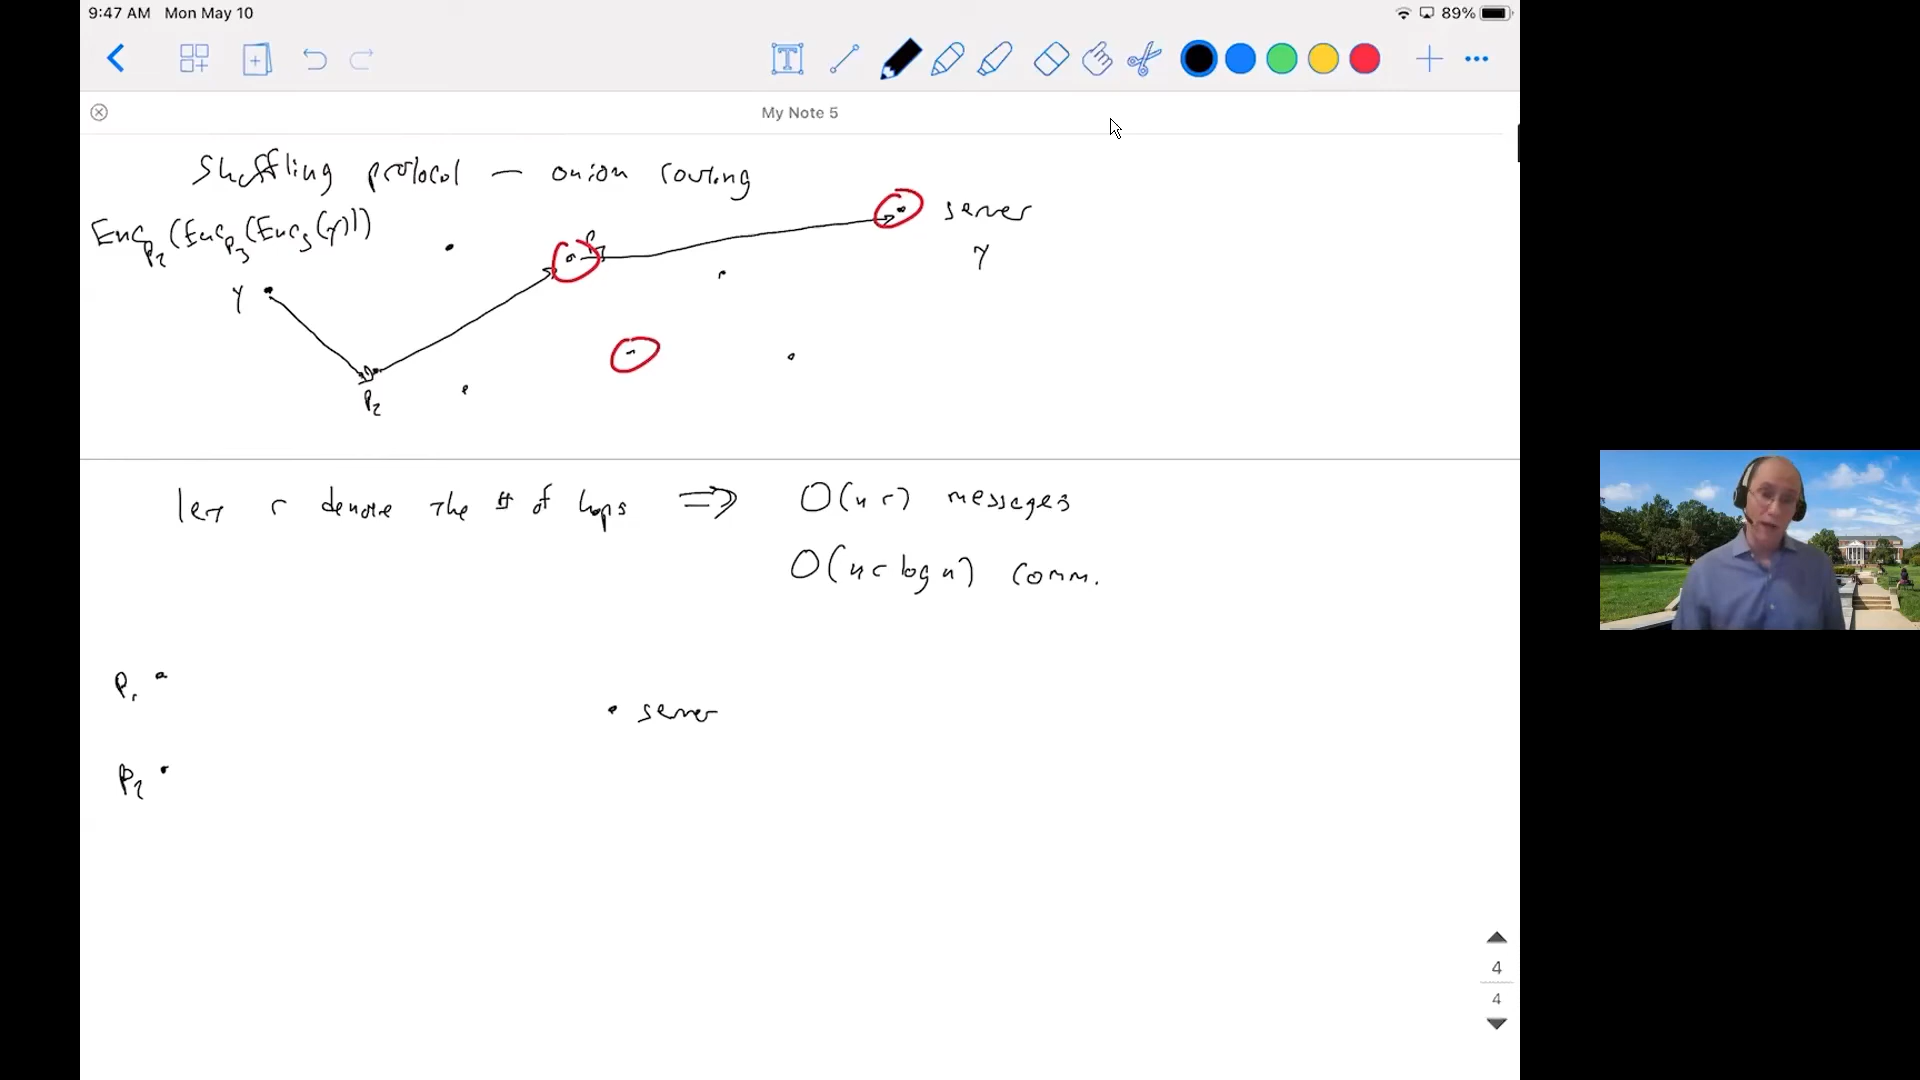 9:47 AM Mon May 10
89%
T
My Note 5
Shuffling protocol — onion routing
Enc_P2(Enc_P3(Enc_S(y)))
server
y
y
P3
P2
let r denote the # of hops ⇒ O(nr) messages
O(nr log n) comm.
P1
server
P2
4
4